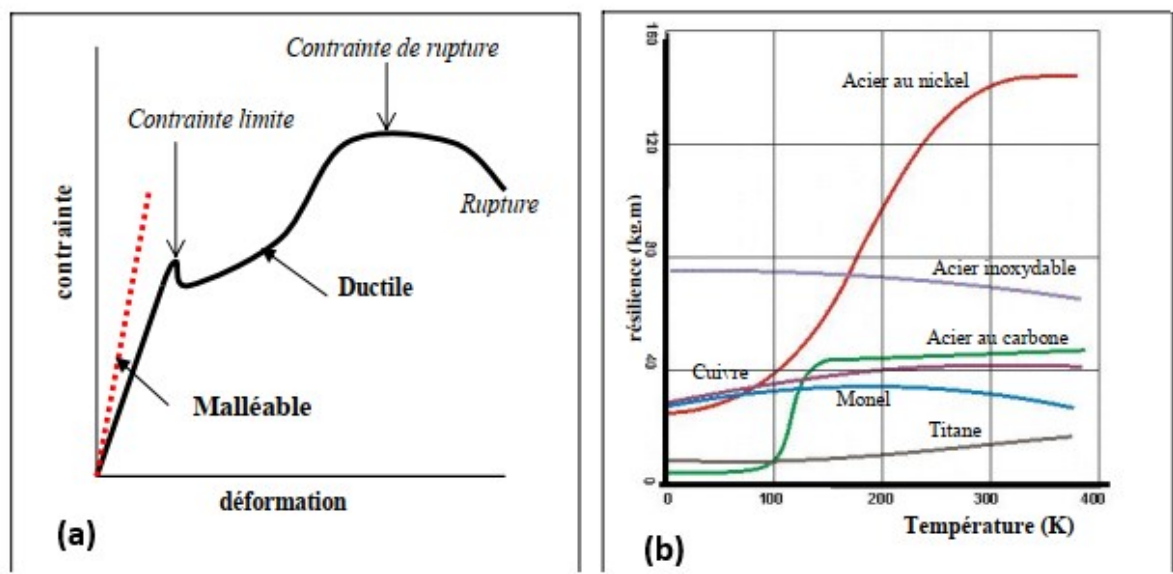 Contrainte de rupture
Contrainte limite
Rupture
Ductile
Malléable
contrainte
déformation
(a)
160
120
80
40
0
résilience (kg.m)
Acier au nickel
Acier inoxydable
Acier au carbone
Cuivre
Monel
Titane
0 100 200 300 400
Température (K)
(b)